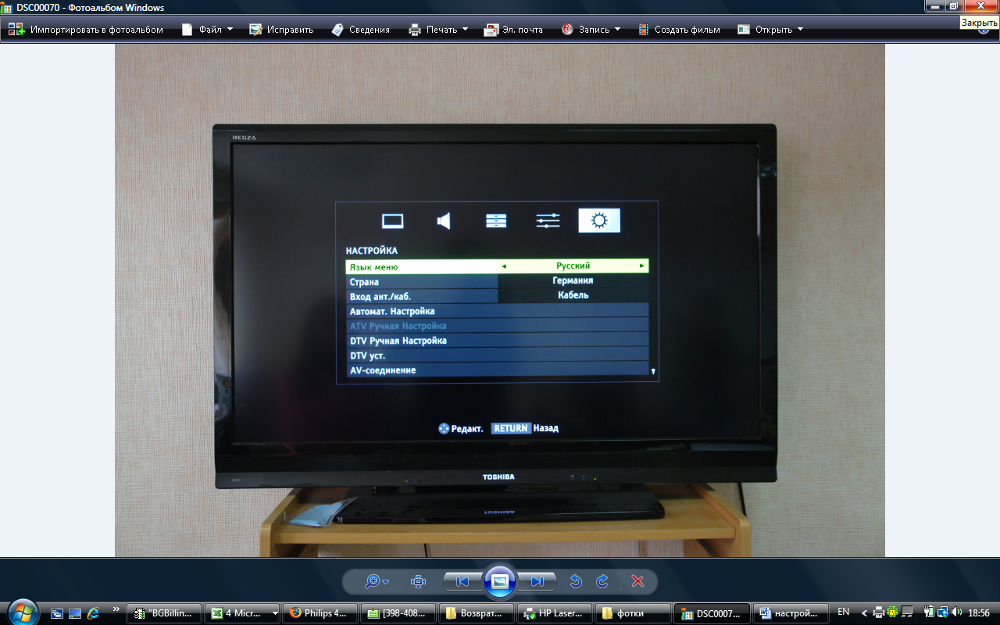 DSC00070 - Фотоальбом Windows
Импортировать в фотоальбом Файл Исправить Сведения Печать Эл. почта Запись Создать фильм Открыть
Закрыть
REGZA
НАСТРОЙКА
Язык меню Русский
Страна Германия
Вход ант./каб. Кабель
Автомат. Настройка
ATV Ручная Настройка
DTV Ручная Настройка
DTV уст.
AV-соединение
Редакт. RETURN Назад
TOSHIBA
TOSHIBA
"BGBillin... 4 Micr... Philips 4... [398-408... Возврат... HP Laser... фотки DSC0007... настрой... EN 18:56